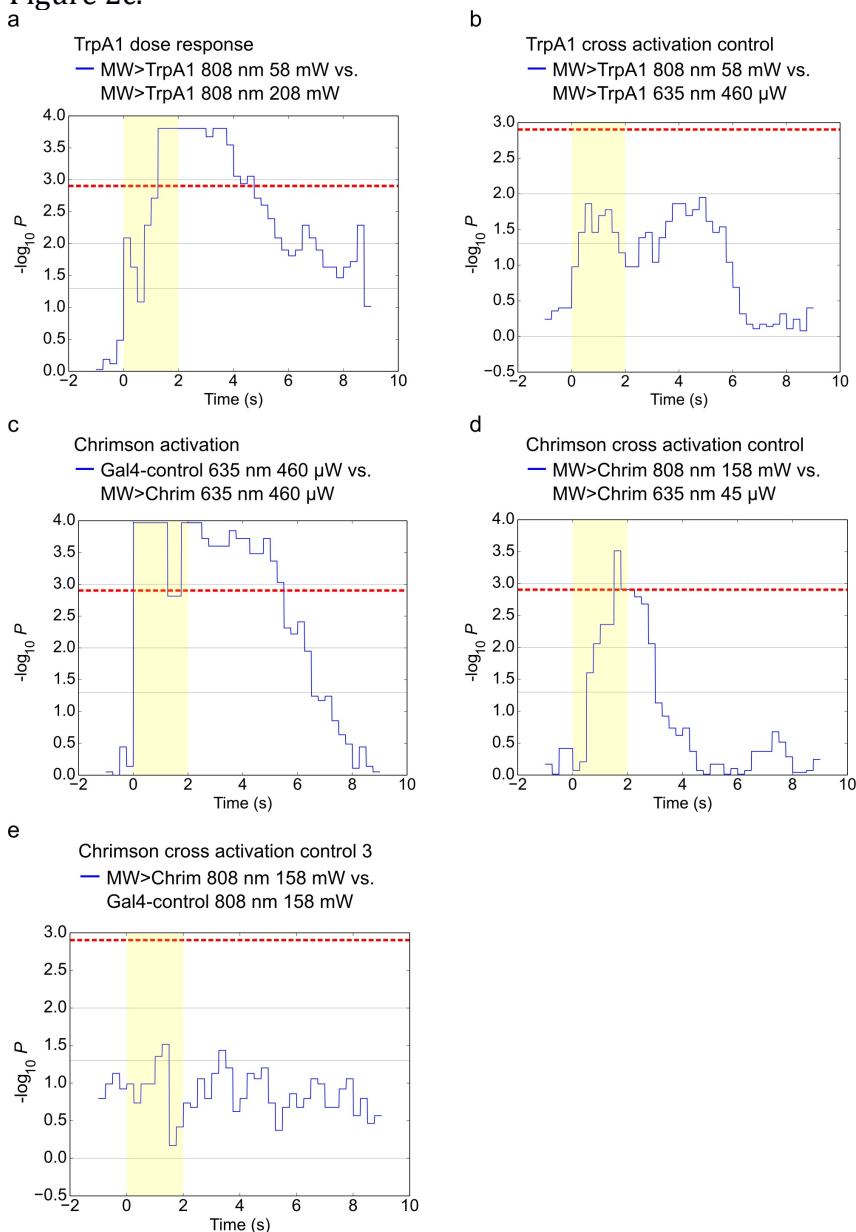 Figure 2c.
a
TrpA1 dose response
MW>TrpA1 808 nm 58 mW vs.
MW>TrpA1 808 nm 208 mW
4.0
3.5
3.0
2.5
2.0
1.5
1.0
0.5
0.0
-log10 P
−2 0 2 4 6 8 10
Time (s)
b
TrpA1 cross activation control
MW>TrpA1 808 nm 58 mW vs.
MW>TrpA1 635 nm 460 µW
3.0
2.5
2.0
1.5
1.0
0.5
0.0
−0.5
-log10 P
−2 0 2 4 6 8 10
Time (s)
c
Chrimson activation
Gal4-control 635 nm 460 µW vs.
MW>Chrim 635 nm 460 µW
4.0
3.5
3.0
2.5
2.0
1.5
1.0
0.5
0.0
-log10 P
−2 0 2 4 6 8 10
Time (s)
d
Chrimson cross activation control
MW>Chrim 808 nm 158 mW vs.
MW>Chrim 635 nm 45 µW
4.0
3.5
3.0
2.5
2.0
1.5
1.0
0.5
0.0
-log10 P
−2 0 2 4 6 8 10
Time (s)
e
Chrimson cross activation control 3
MW>Chrim 808 nm 158 mW vs.
Gal4-control 808 nm 158 mW
3.0
2.5
2.0
1.5
1.0
0.5
0.0
−0.5
-log10 P
−2 0 2 4 6 8 10
Time (s)